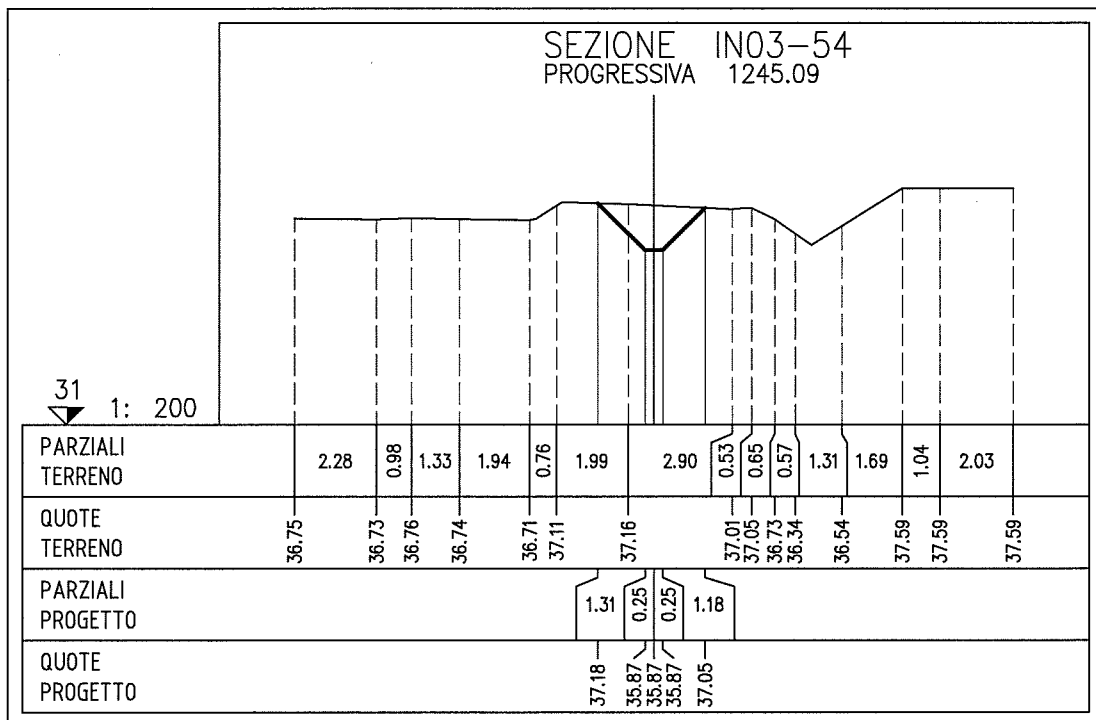 SEZIONE IN03-54
PROGRESSIVA 1245.09
31
1: 200
PARZIALI
TERRENO
2.28 0.98 1.33 1.94 0.76 1.99 2.90 0.53 0.65 0.57 1.31 1.69 1.04 2.03
QUOTE
TERRENO
36.75 36.73 36.76 36.74 36.71 37.11 37.16 37.01 37.05 36.73 36.34 36.54 37.59 37.59 37.59
PARZIALI
PROGETTO
1.31 0.25 0.25 1.18
QUOTE
PROGETTO
37.18 35.87 35.87 35.87 37.05